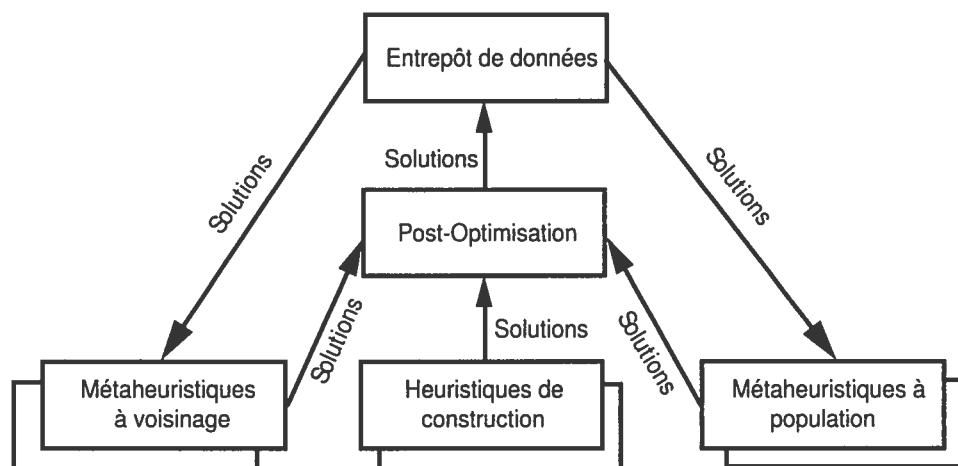 Entrepôt de données
Solutions
Solutions
Solutions
Post-Optimisation
Solutions
Solutions
Solutions
Métaheuristiques
à voisinage
Heuristiques de
construction
Métaheuristiques à
population